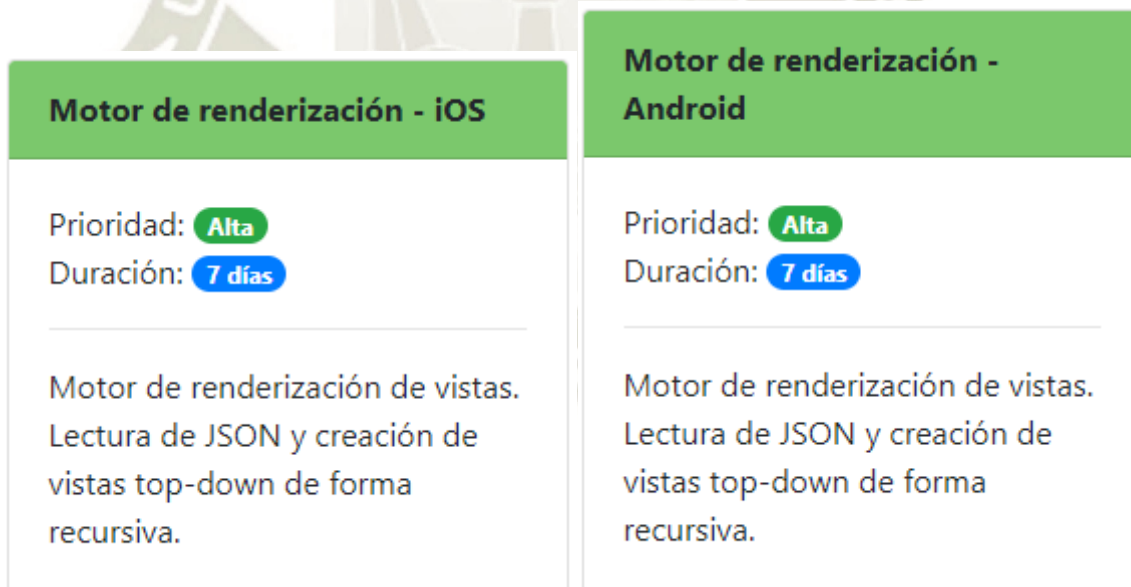 Motor de renderización - iOS
Prioridad: Alta
Duración: 7 días
Motor de renderización de vistas.
Lectura de JSON y creación de
vistas top-down de forma
recursiva.
Motor de renderización -
Android
Prioridad: Alta
Duración: 7 días
Motor de renderización de vistas.
Lectura de JSON y creación de
vistas top-down de forma
recursiva.